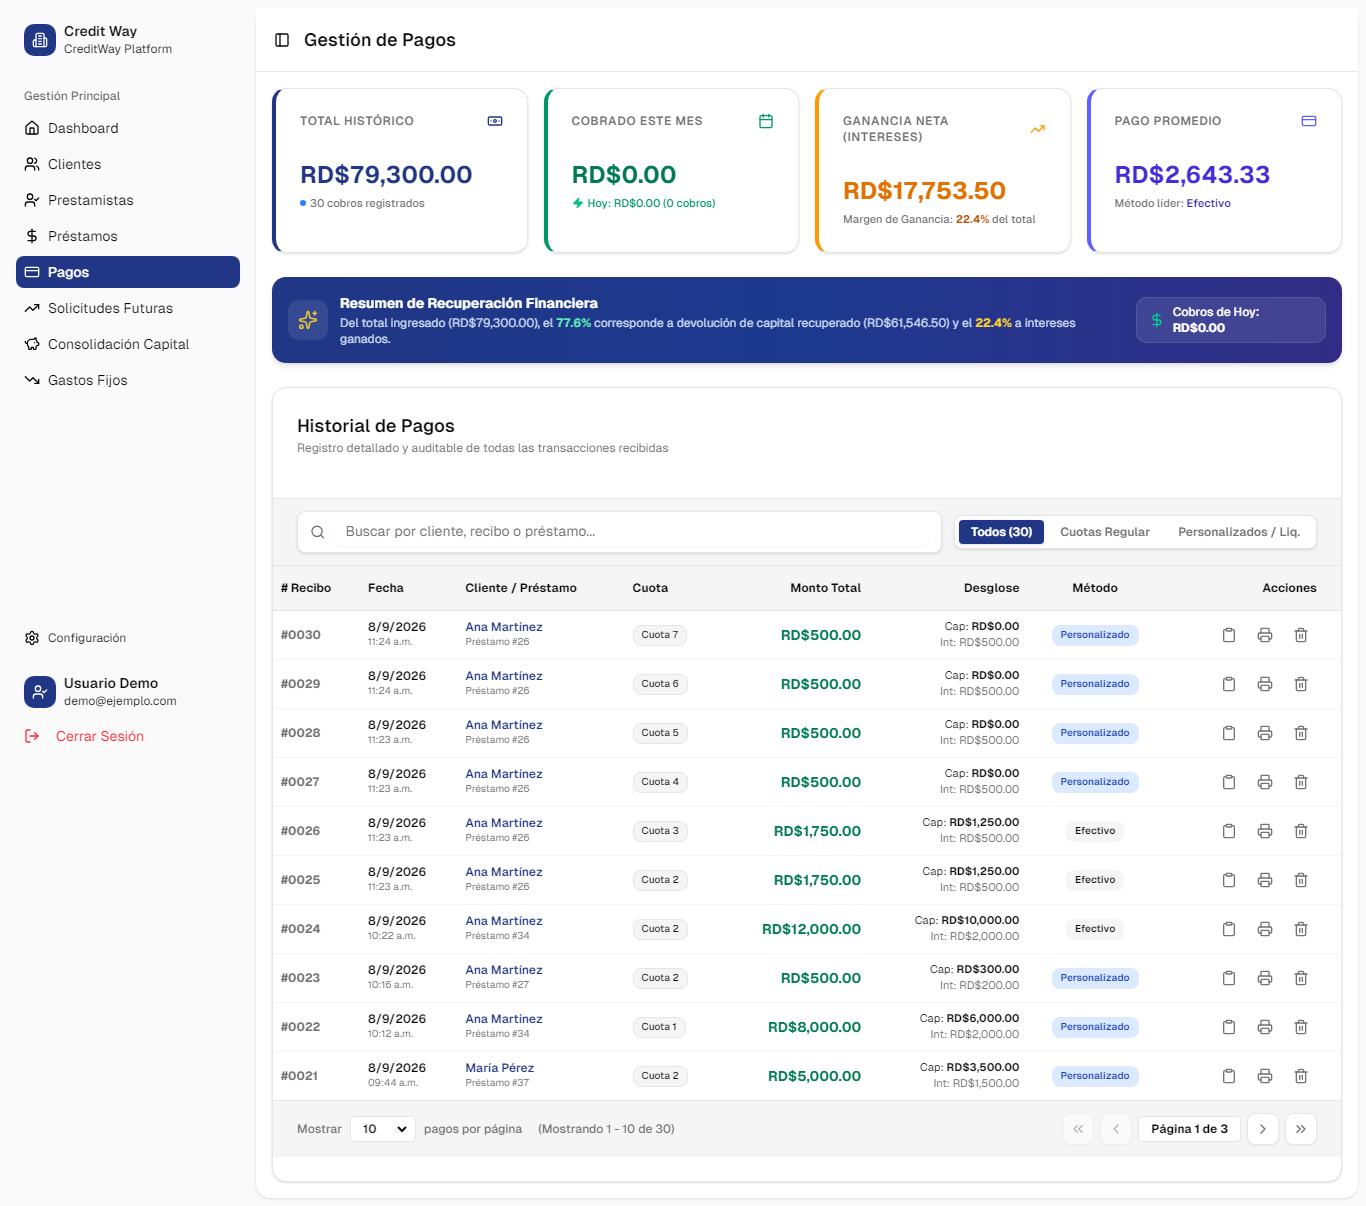 Credit Way
CreditWay Platform
Gestión Principal
Dashboard
Clientes
Prestamistas
Préstamos
Pagos
Solicitudes Futuras
Consolidación Capital
Gastos Fijos
Configuración
Usuario Demo
demo@ejemplo.com
Cerrar Sesión
Gestión de Pagos
TOTAL HISTÓRICO
RD$79,300.00
30 cobros registrados
COBRADO ESTE MES
RD$0.00
Hoy: RD$0.00 (0 cobros)
GANANCIA NETA
(INTERESES)
RD$17,753.50
Margen de Ganancia: 22.4% del total
PAGO PROMEDIO
RD$2,643.33
Método líder: Efectivo
Resumen de Recuperación Financiera
Del total ingresado (RD$79,300.00), el 77.6% corresponde a devolución de capital recuperado (RD$61,546.50) y el 22.4% a intereses
ganados.
Cobros de Hoy:
RD$0.00
Historial de Pagos
Registro detallado y auditable de todas las transacciones recibidas
Buscar por cliente, recibo o préstamo...
Todos (30) Cuotas Regular Personalizados / Liq.
# Recibo Fecha Cliente / Préstamo Cuota Monto Total Desglose Método Acciones
#0030 8/9/2026 11:24 a.m. Ana Martínez Préstamo #26 Cuota 7 RD$500.00 Cap: RD$0.00 Int: RD$500.00 Personalizado
#0029 8/9/2026 11:24 a.m. Ana Martínez Préstamo #26 Cuota 6 RD$500.00 Cap: RD$0.00 Int: RD$500.00 Personalizado
#0028 8/9/2026 11:23 a.m. Ana Martínez Préstamo #26 Cuota 5 RD$500.00 Cap: RD$0.00 Int: RD$500.00 Personalizado
#0027 8/9/2026 11:23 a.m. Ana Martínez Préstamo #26 Cuota 4 RD$500.00 Cap: RD$0.00 Int: RD$500.00 Personalizado
#0026 8/9/2026 11:23 a.m. Ana Martínez Préstamo #26 Cuota 3 RD$1,750.00 Cap: RD$1,250.00 Int: RD$500.00 Efectivo
#0025 8/9/2026 11:23 a.m. Ana Martínez Préstamo #26 Cuota 2 RD$1,750.00 Cap: RD$1,250.00 Int: RD$500.00 Efectivo
#0024 8/9/2026 10:22 a.m. Ana Martínez Préstamo #34 Cuota 2 RD$12,000.00 Cap: RD$10,000.00 Int: RD$2,000.00 Efectivo
#0023 8/9/2026 10:16 a.m. Ana Martínez Préstamo #27 Cuota 2 RD$500.00 Cap: RD$300.00 Int: RD$200.00 Personalizado
#0022 8/9/2026 10:12 a.m. Ana Martínez Préstamo #34 Cuota 1 RD$8,000.00 Cap: RD$6,000.00 Int: RD$2,000.00 Personalizado
#0021 8/9/2026 09:44 a.m. María Pérez Préstamo #37 Cuota 2 RD$5,000.00 Cap: RD$3,500.00 Int: RD$1,500.00 Personalizado
Mostrar 10 pagos por página (Mostrando 1 - 10 de 30) Página 1 de 3